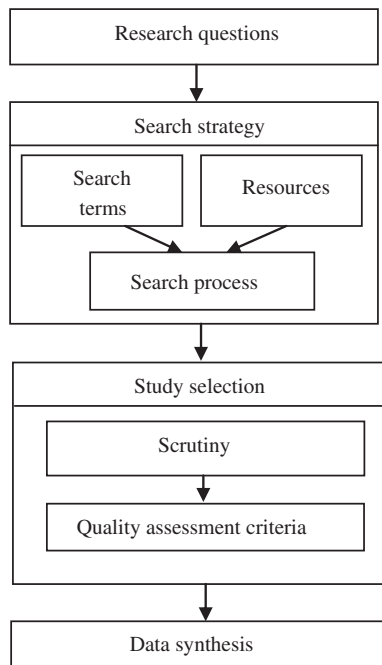 Research questions
Search strategy
Search
terms
Resources
Search process
Study selection
Scrutiny
Quality assessment criteria
Data synthesis